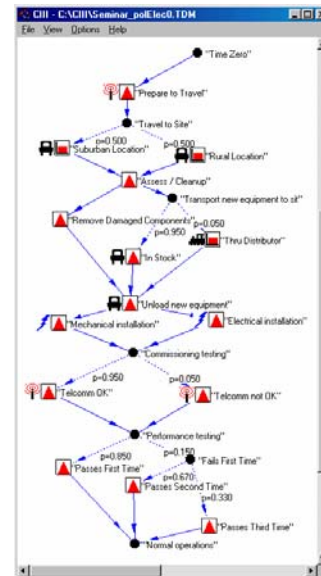 CIII - C:\CIII\Seminar_polElec0.TDM
File View Options Help
"Time Zero"
"Prepare to Travel"
"Travel to Site"
p=0.500
p=0.500
"Suburban Location"
"Rural Location"
"Assess / Cleanup"
"Transport new equipment to sit"
"Remove Damaged Components"
p=0.950
p=0.050
"In Stock"
"Thru Distributor"
"Unload new equipment"
"Mechanical installation"
"Electrical installation"
"Commissioning testing"
p=0.950
p=0.050
"Telcomm OK"
"Telcomm not OK"
"Performance testing"
p=0.850
p=0.150
"Fails First Time"
"Passes First Time"
p=0.670
"Passes Second Time"
p=0.330
"Passes Third Time"
"Normal operations"